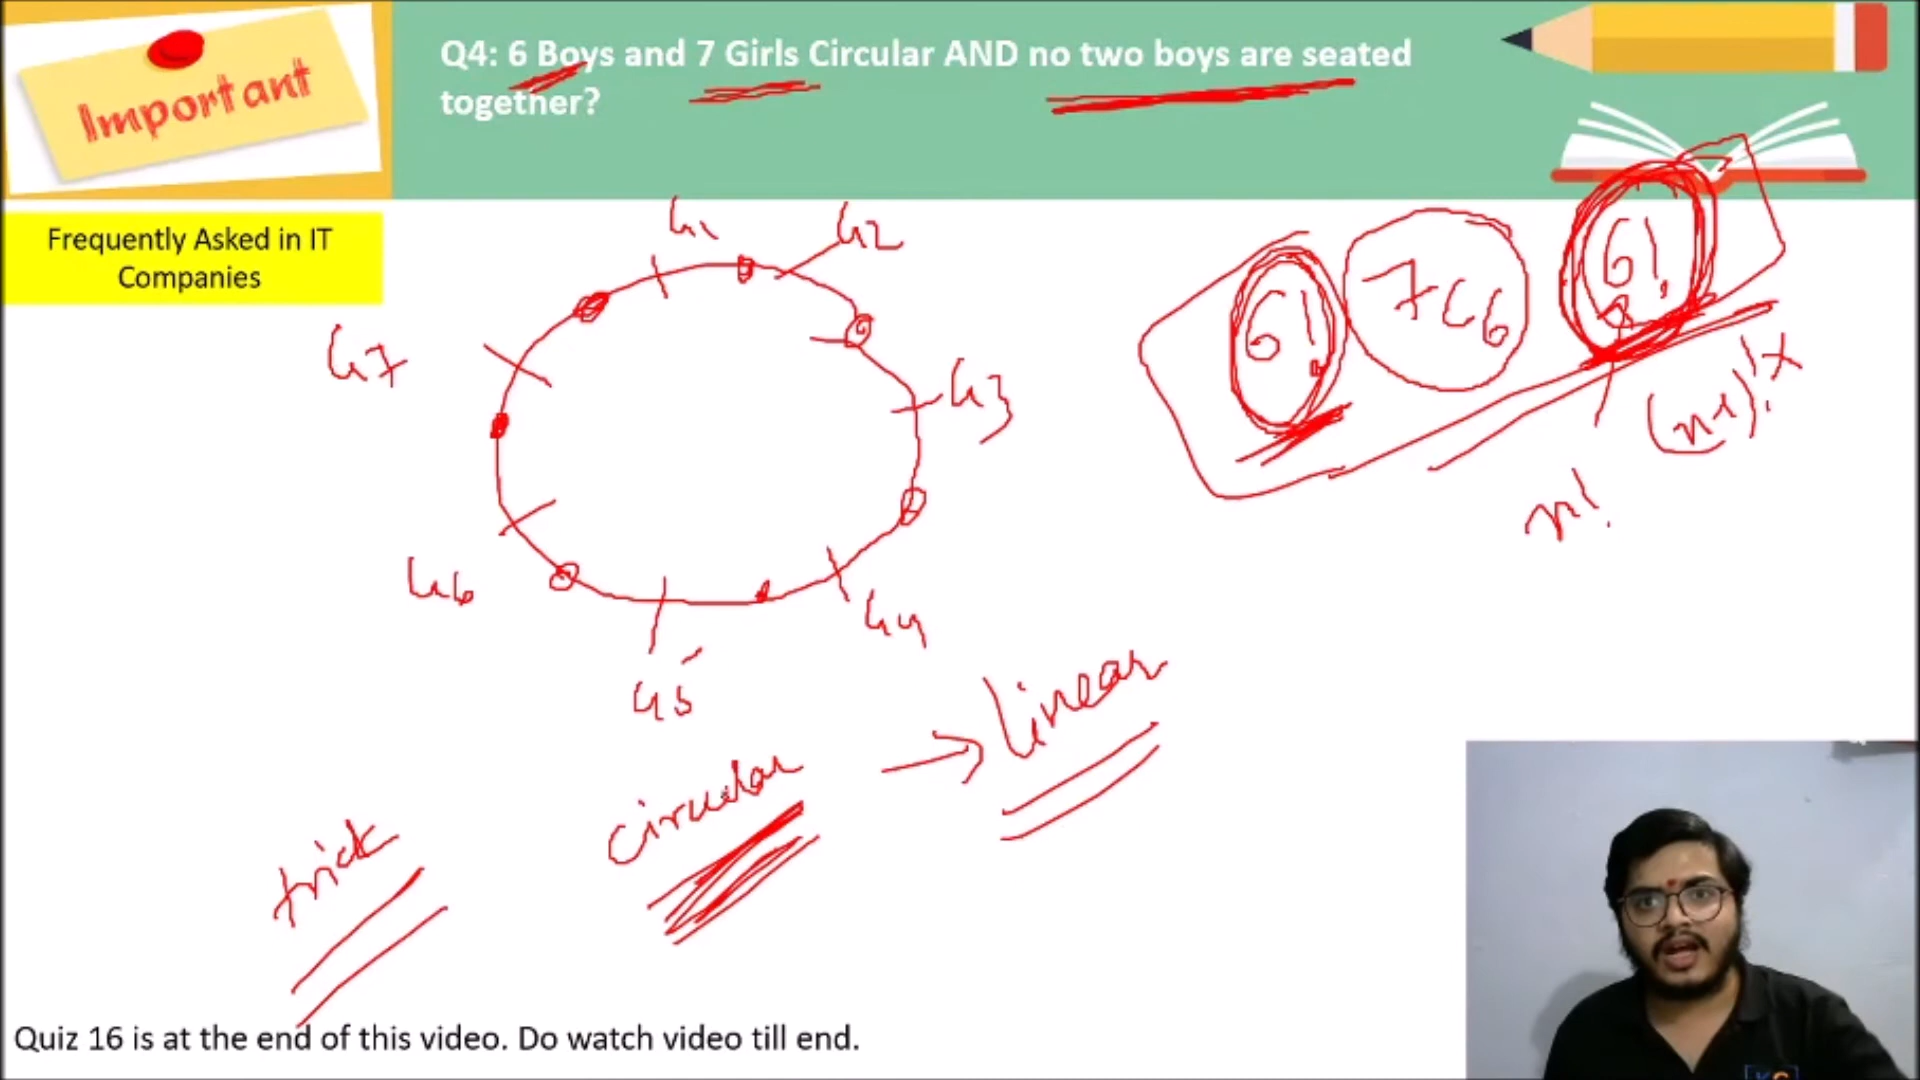 Important
Q4: 6 Boys and 7 Girls Circular AND no two boys are seated
together?
Frequently Asked in IT
Companies
G1
G2
G3
G4
G5
G6
G7
6! 7C6 6!
(n-1)! X
n!
trick
circular → linear
Quiz 16 is at the end of this video. Do watch video till end.